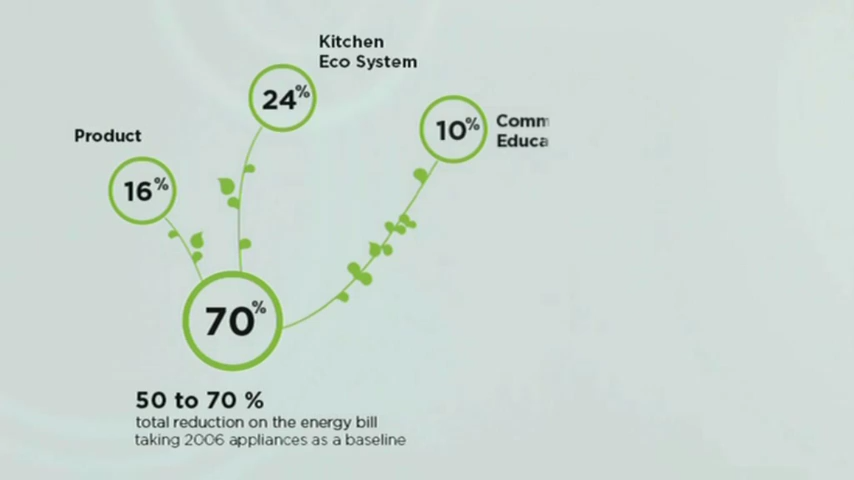 Kitchen
Eco System
24%
10%
Comm
Educa
Product
16%
70%
50 to 70 %
total reduction on the energy bill
taking 2006 appliances as a baseline